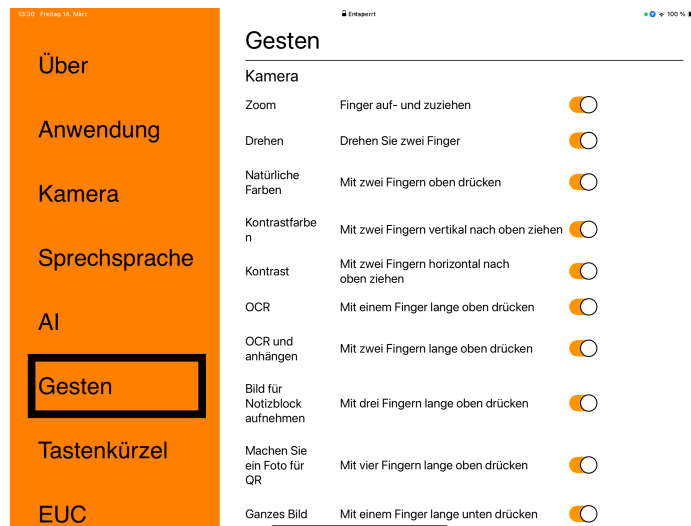 13:30 Freitag 14. März
Entsperrt
100 %
Über
Anwendung
Kamera
Sprechsprache
AI
Gesten
Tastenkürzel
EUC
Gesten
Kamera
Zoom Finger auf- und zuziehen
Drehen Drehen Sie zwei Finger
Natürliche
Farben
Mit zwei Fingern oben drücken
Kontrastfarbe
n
Mit zwei Fingern vertikal nach oben ziehen
Kontrast
Mit zwei Fingern horizontal nach
oben ziehen
OCR Mit einem Finger lange oben drücken
OCR und
anhängen
Mit zwei Fingern lange oben drücken
Bild für
Notizblock
aufnehmen
Mit drei Fingern lange oben drücken
Machen Sie
ein Foto für
QR
Mit vier Fingern lange oben drücken
Ganzes Bild Mit einem Finger lange unten drücken